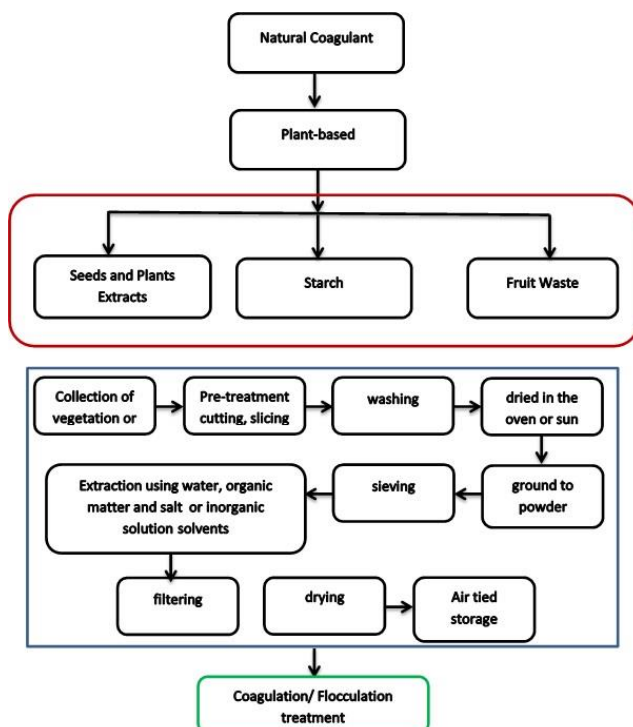 Natural Coagulant
Plant-based
Seeds and Plants
Extracts
Starch
Fruit Waste
Collection of
vegetation or
Pre-treatment
cutting, slicing
washing
dried in the
oven or sun
Extraction using water, organic
matter and salt or inorganic
solution solvents
sieving
ground to
powder
filtering
drying
Air tied
storage
Coagulation/ Flocculation
treatment